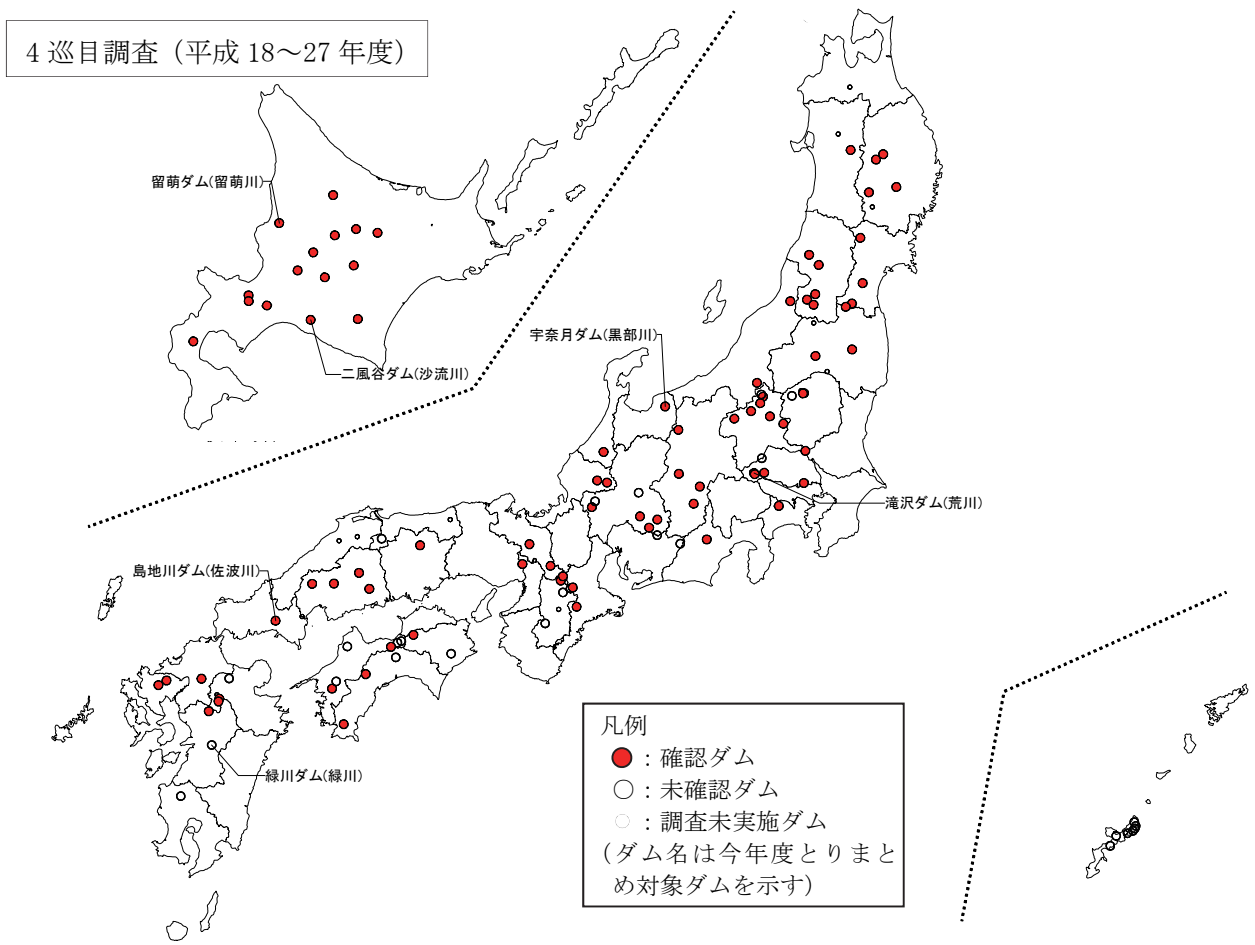 4 巡目調査（平成 18～27 年度）
留萌ダム(留萌川)
二風谷ダム(沙流川)
宇奈月ダム(黒部川)
滝沢ダム(荒川)
島地川ダム(佐波川)
緑川ダム(緑川)
凡例
：確認ダム
：未確認ダム
：調査未実施ダム
（ダム名は今年度とりまと
め対象ダムを示す）